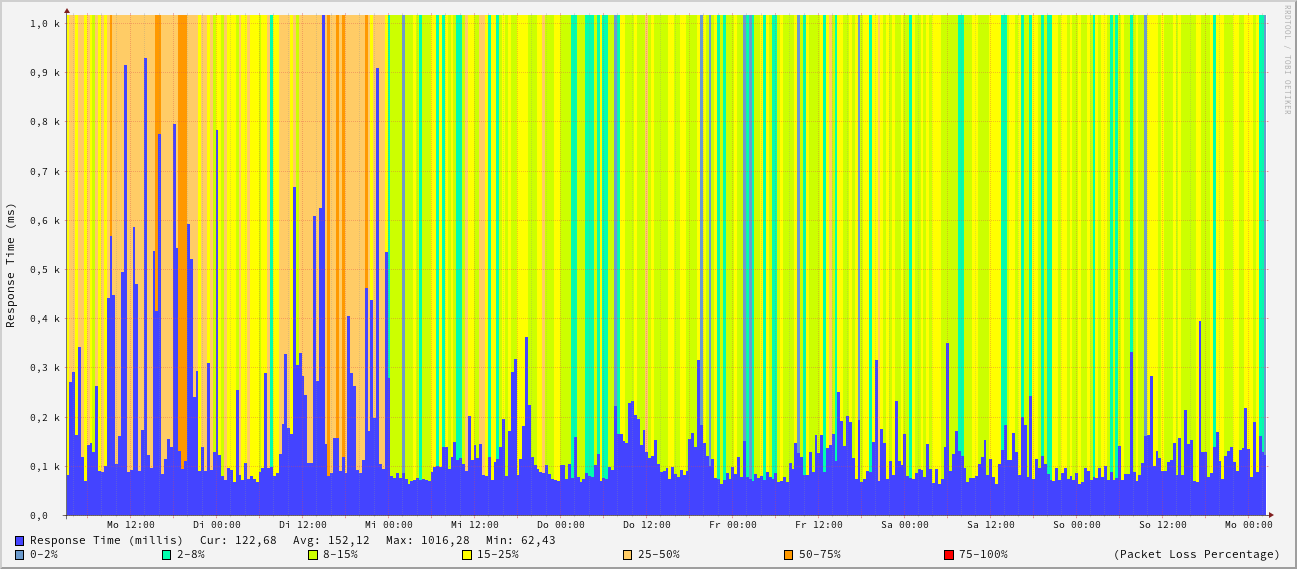 RRDTOOL / TOBI OETIKER
Response Time (ms)
1,0 k
0,9 k
0,8 k
0,7 k
0,6 k
0,5 k
0,4 k
0,3 k
0,2 k
0,1 k
0,0
Mo 12:00 Di 00:00 Di 12:00 Mi 00:00 Mi 12:00 Do 00:00 Do 12:00 Fr 00:00 Fr 12:00 Sa 00:00 Sa 12:00 So 00:00 So 12:00 Mo 00:00
Response Time (millis) Cur: 122,68 Avg: 152,12 Max: 1016,28 Min: 62,43
0-2% 2-8% 8-15% 15-25% 25-50% 50-75% 75-100% (Packet Loss Percentage)